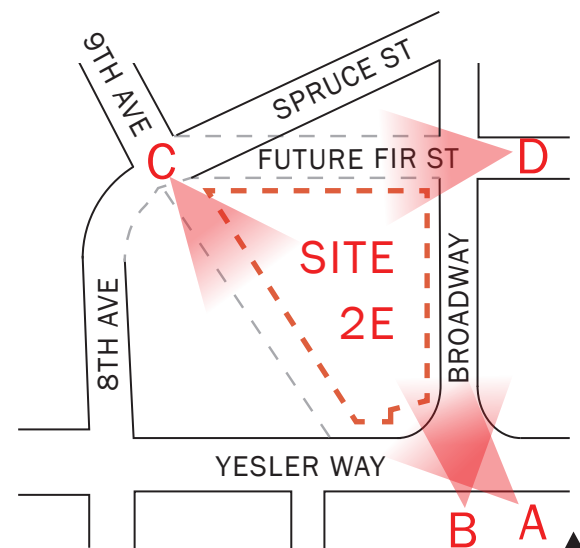 9TH AVE
SPRUCE ST
C
FUTURE FIR ST
D
SITE
2E
8TH AVE
BROADWAY
YESLER WAY
B
A